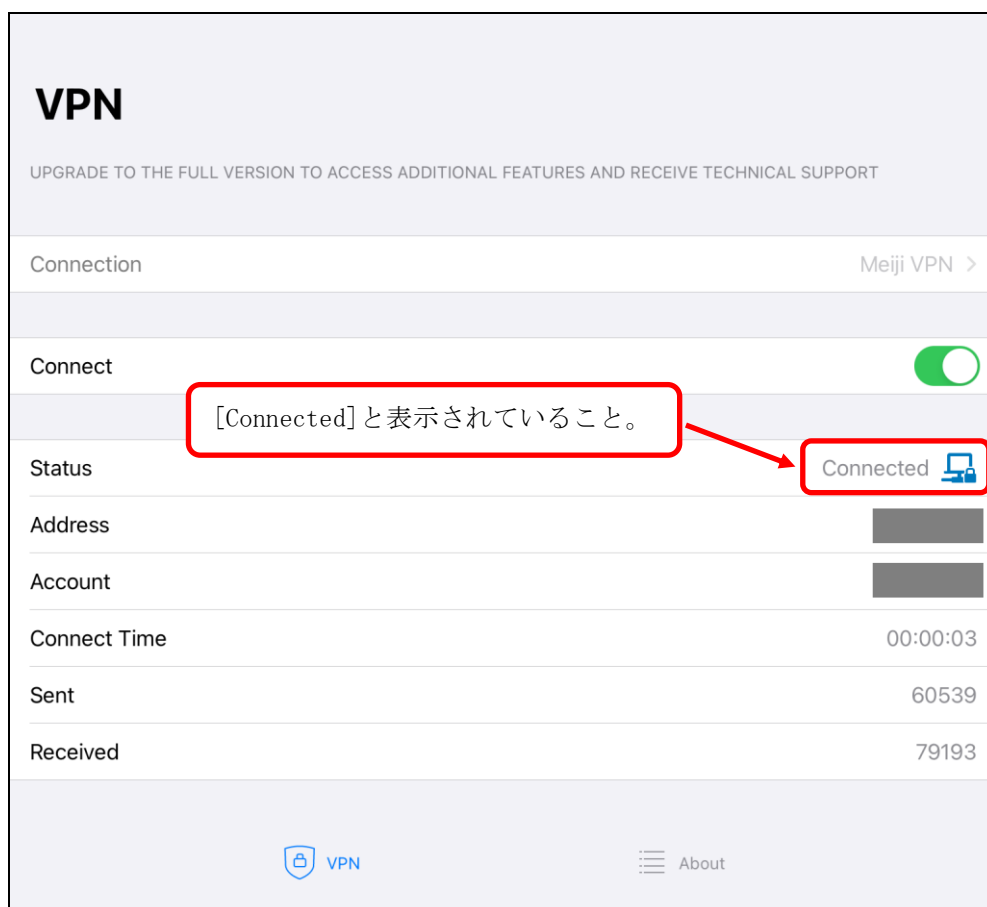 VPN
UPGRADE TO THE FULL VERSION TO ACCESS ADDITIONAL FEATURES AND RECEIVE TECHNICAL SUPPORT
Connection Meiji VPN >
Connect
[Connected]と表示されていること。
Status Connected
Address
Account
Connect Time 00:00:03
Sent 60539
Received 79193
VPN About